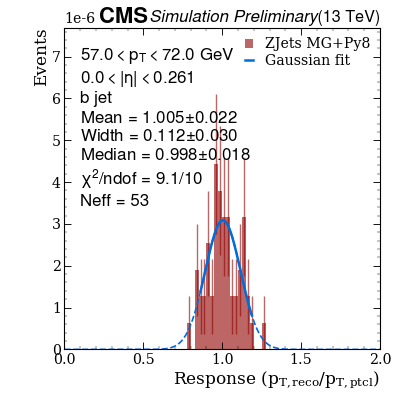 1e-6 CMS Simulation Preliminary (13 TeV)
Events
57.0 < p_T < 72.0 GeV
0.0 < |η| < 0.261
b jet
Mean = 1.005±0.022
Width = 0.112±0.030
Median = 0.998±0.018
χ²/ndof = 9.1/10
Neff = 53
ZJets MG+Py8
Gaussian fit
7
6
5
4
3
2
1
0
0.0 0.5 1.0 1.5 2.0
Response (p_T,reco/p_T,ptcl)